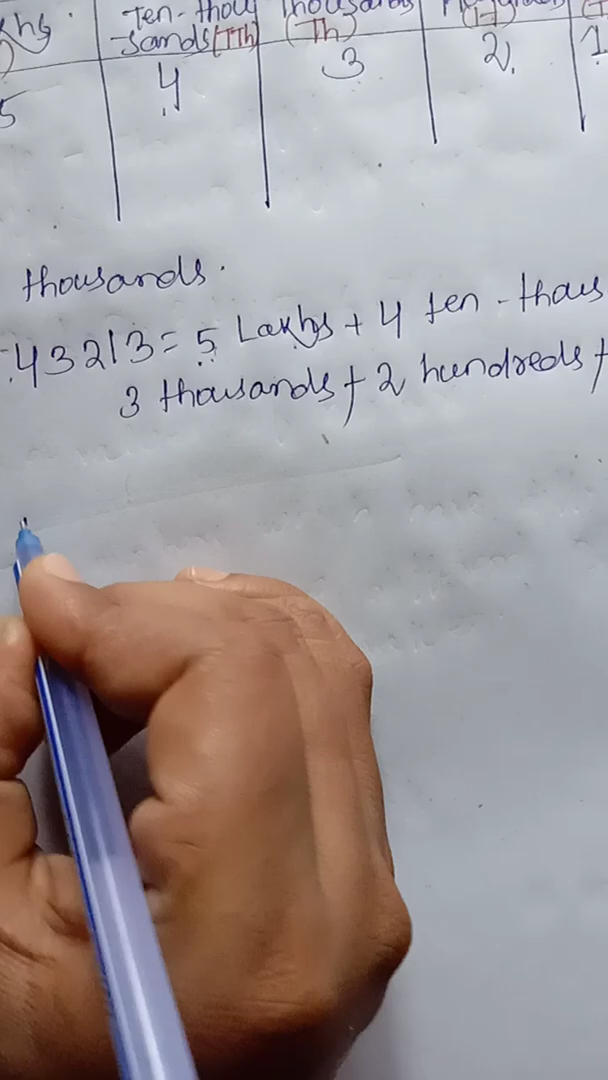 Ten-thou
sands(TTh) (Th) (H)
5 4 3 2 1
thousands.
43213 = 5 Lakhs + 4 ten-thous
3 thousands + 2 hundreds +